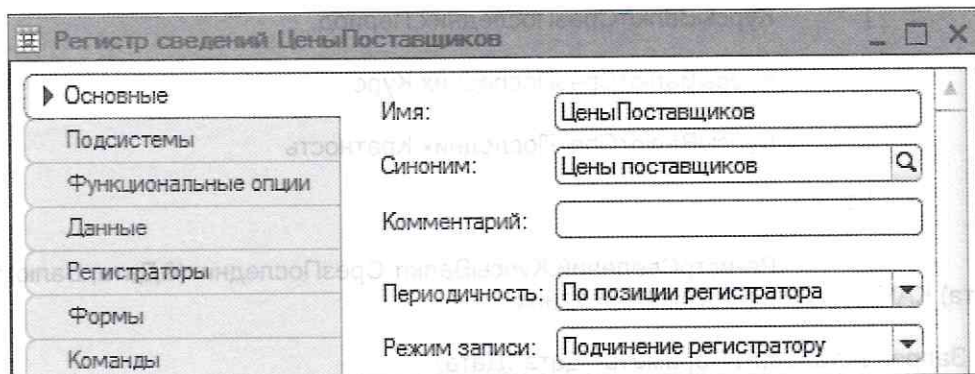 Регистр сведений ЦеныПоставщиков
Основные
Подсистемы
Функциональные опции
Данные
Регистраторы
Формы
Команды
Имя: ЦеныПоставщиков
Синоним: Цены поставщиков
Комментарий:
Периодичность: По позиции регистратора
Режим записи: Подчинение регистратору